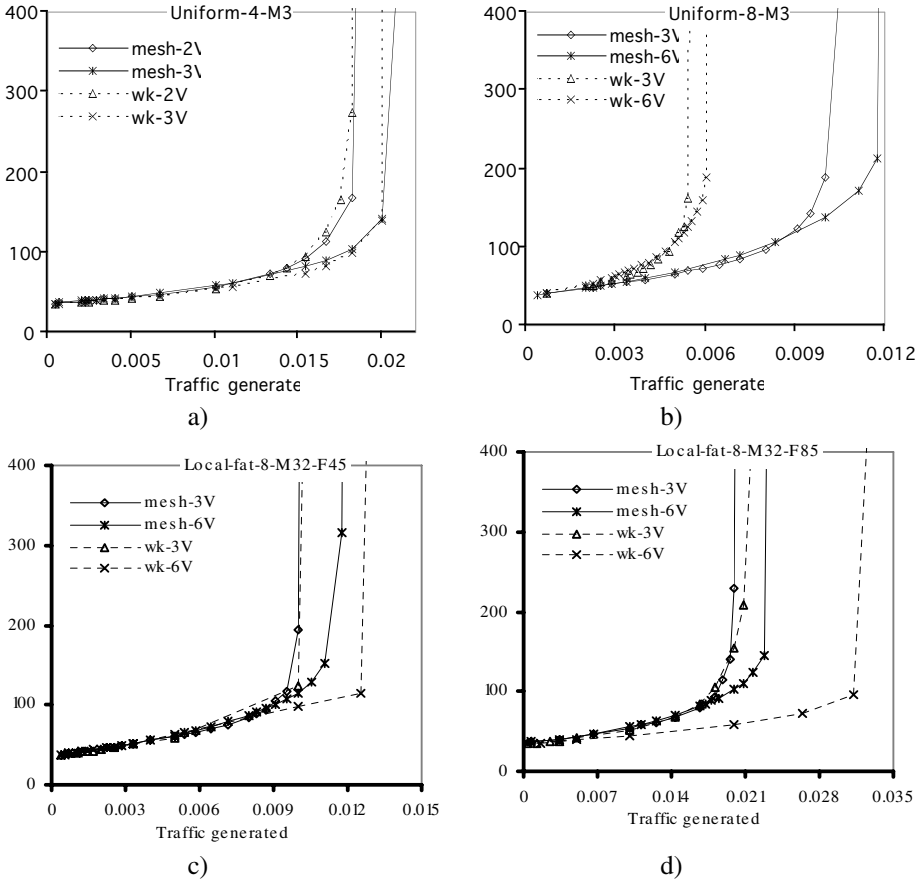 Uniform-4-M3
400
300
200
100
0
mesh-2V
mesh-3V
wk-2V
wk-3V
0 0.005 0.01 0.015 0.02
Traffic generate
a)
Uniform-8-M3
400
300
200
100
0
mesh-3V
mesh-6V
wk-3V
wk-6V
0 0.003 0.006 0.009 0.012
Traffic generate
b)
Local-fat-8-M32-F45
400
300
200
100
0
mesh-3V
mesh-6V
wk-3V
wk-6V
0 0.003 0.006 0.009 0.012 0.015
Traffic generated
c)
Local-fat-8-M32-F85
400
300
200
100
0
mesh-3V
mesh-6V
wk-3V
wk-6V
0 0.007 0.014 0.021 0.028 0.035
Traffic generated
d)